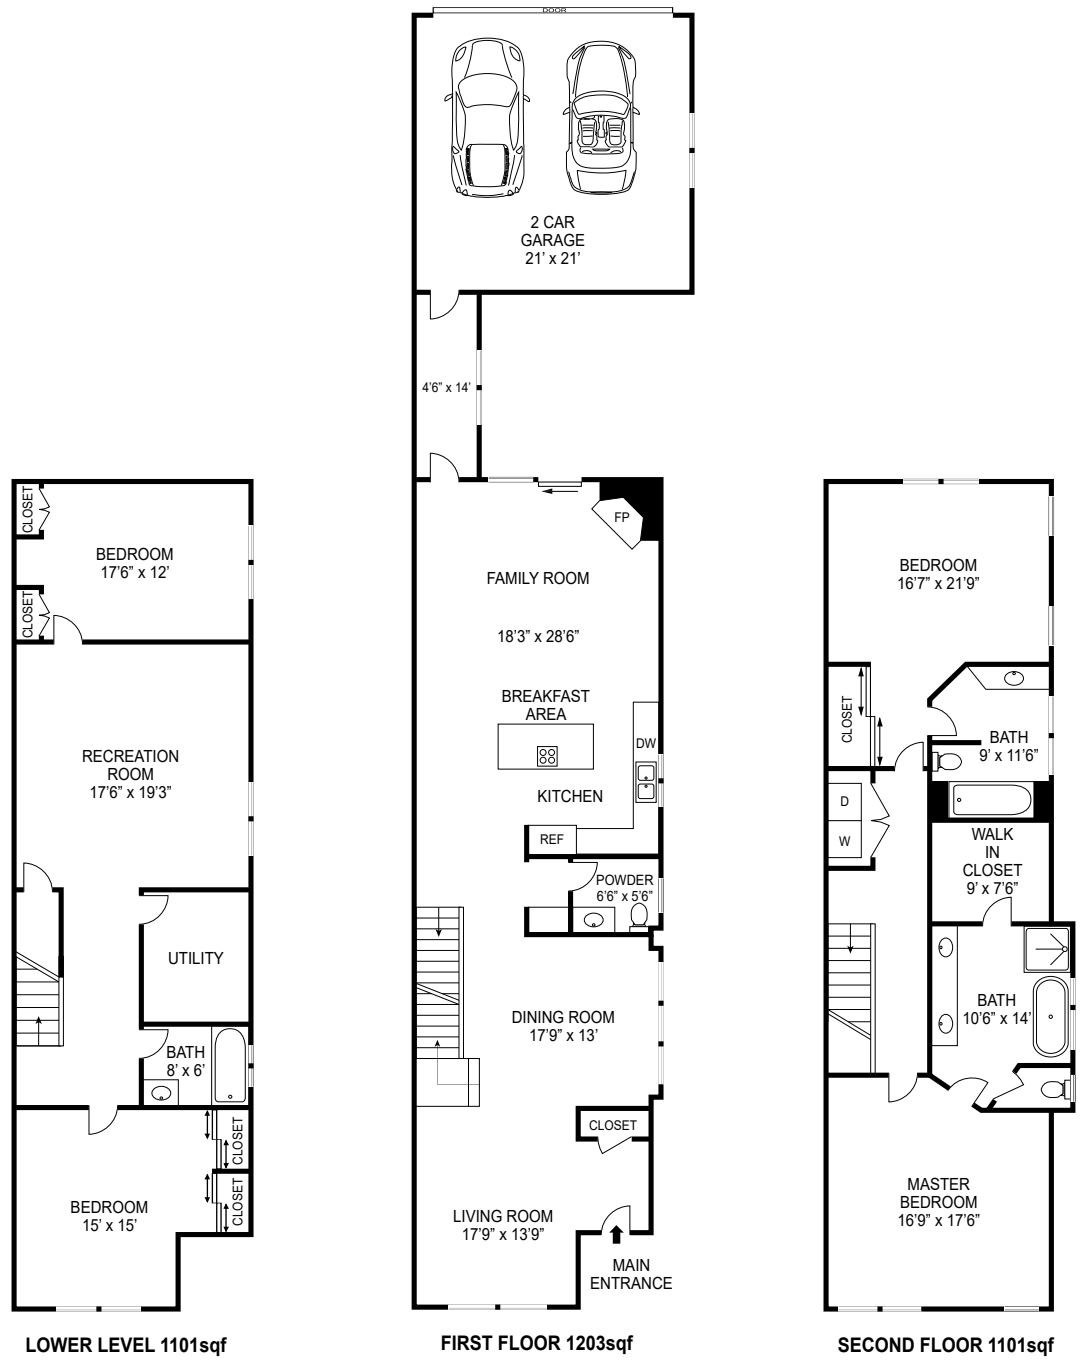 DOOR
2 CAR
GARAGE
21' x 21'
4'6" x 14'
CLOSET
BEDROOM
17'6" x 12'
CLOSET
RECREATION
ROOM
17'6" x 19'3"
UTILITY
BATH
8' x 6'
CLOSET
CLOSET
BEDROOM
15' x 15'
LOWER LEVEL 1101sqf
FP
FAMILY ROOM
18'3" x 28'6"
BREAKFAST
AREA
DW
KITCHEN
REF
POWDER
6'6" x 5'6"
DINING ROOM
17'9" x 13'
CLOSET
LIVING ROOM
17'9" x 13'9"
MAIN
ENTRANCE
FIRST FLOOR 1203sqf
BEDROOM
16'7" x 21'9"
CLOSET
BATH
9' x 11'6"
D
W
WALK
IN
CLOSET
9' x 7'6"
BATH
10'6" x 14'
MASTER
BEDROOM
16'9" x 17'6"
SECOND FLOOR 1101sqf